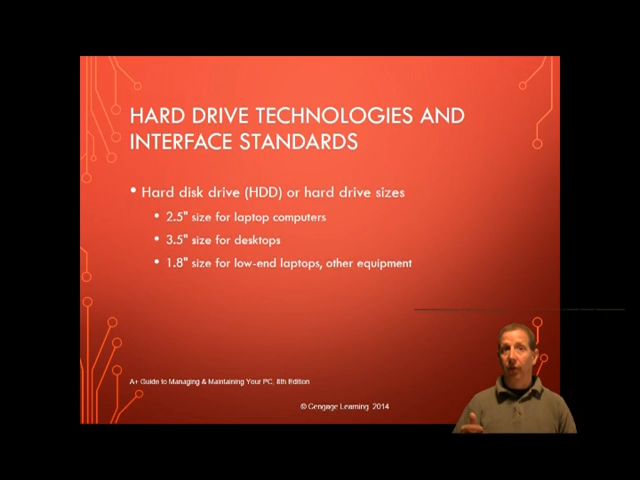 HARD DRIVE TECHNOLOGIES AND
INTERFACE STANDARDS
• Hard disk drive (HDD) or hard drive sizes
• 2.5" size for laptop computers
• 3.5" size for desktops
• 1.8" size for low-end laptops, other equipment
A+ Guide to Managing & Maintaining Your PC, 8th Edition
© Cengage Learning 2014